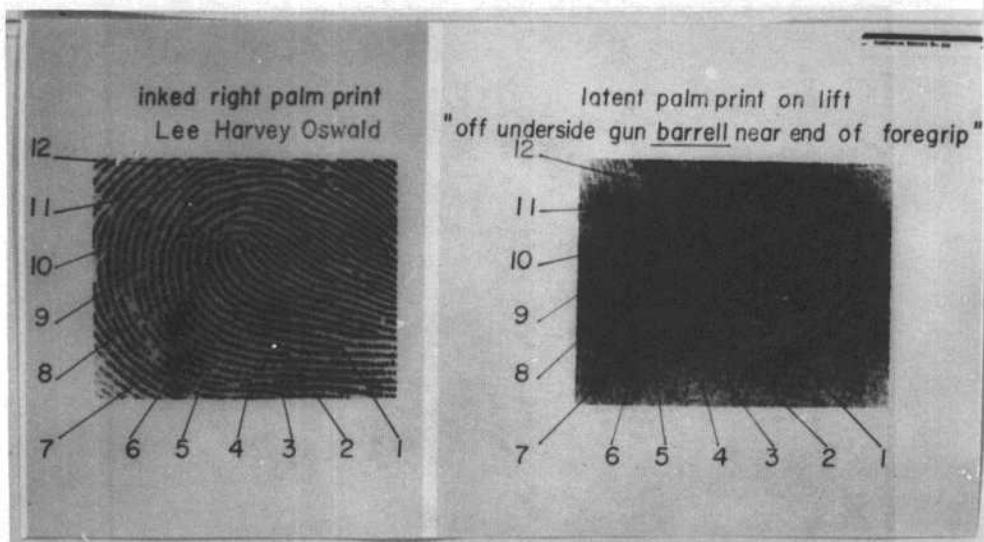 inked right palm print
Lee Harvey Oswald
12
11
10
9
8
7 6 5 4 3 2 1
latent palm print on lift
"off underside gun barrell near end of foregrip"
12
11
10
9
8
7 6 5 4 3 2 1